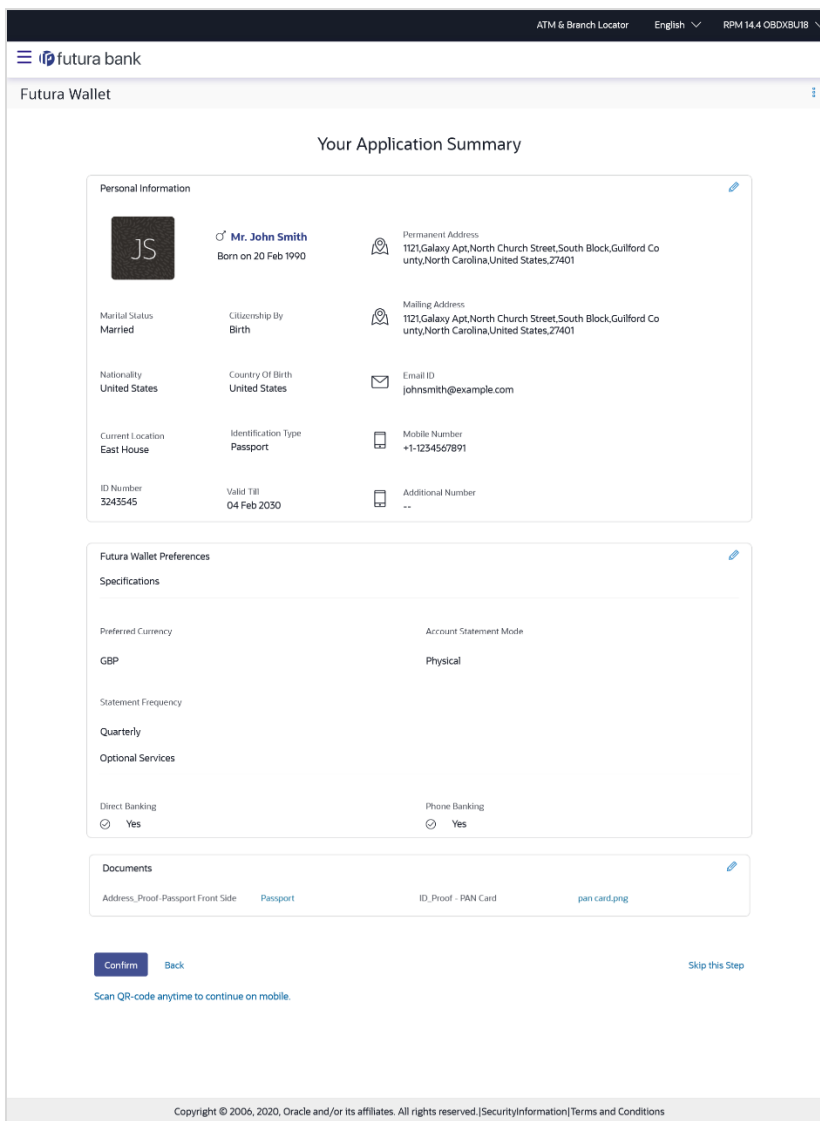 ATM & Branch Locator English RPM 14.4 OBDXBU18
futura bank
Futura Wallet
Your Application Summary
Personal Information
JS
Mr. John Smith
Born on 20 Feb 1990
Permanent Address
1121,Galaxy Apt,North Church Street,South Block,Guilford Co
unty,North Carolina,United States,27401
Marital Status
Married
Citizenship By
Birth
Mailing Address
1121,Galaxy Apt,North Church Street,South Block,Guilford Co
unty,North Carolina,United States,27401
Nationality
United States
Country Of Birth
United States
Email ID
johnsmith@example.com
Current Location
East House
Identification Type
Passport
Mobile Number
+1-1234567891
ID Number
3243545
Valid Till
04 Feb 2030
Additional Number
--
Futura Wallet Preferences
Specifications
Preferred Currency
GBP
Account Statement Mode
Physical
Statement Frequency
Quarterly
Optional Services
Direct Banking
Yes
Phone Banking
Yes
Documents
Address_Proof-Passport Front Side Passport ID_Proof - PAN Card pan card.png
Confirm Back Skip this Step
Scan QR-code anytime to continue on mobile.
Copyright © 2006, 2020, Oracle and/or its affiliates. All rights reserved.|SecurityInformation|Terms and Conditions